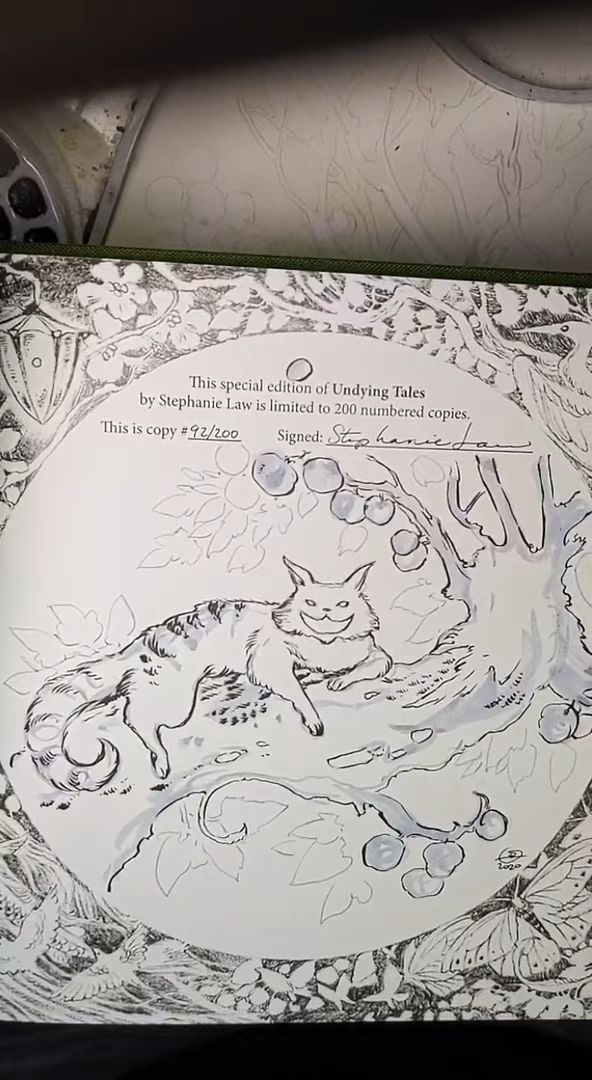 This special edition of Undying Tales
by Stephanie Law is limited to 200 numbered copies.
This is copy #92/200 Signed: Stephanie Law
2020